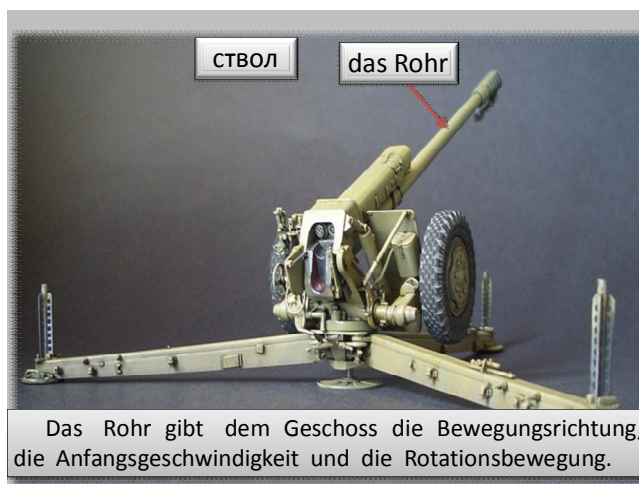 ствол
das Rohr
Das Rohr gibt dem Geschoss die Bewegungsrichtung,
die Anfangsgeschwindigkeit und die Rotationsbewegung.